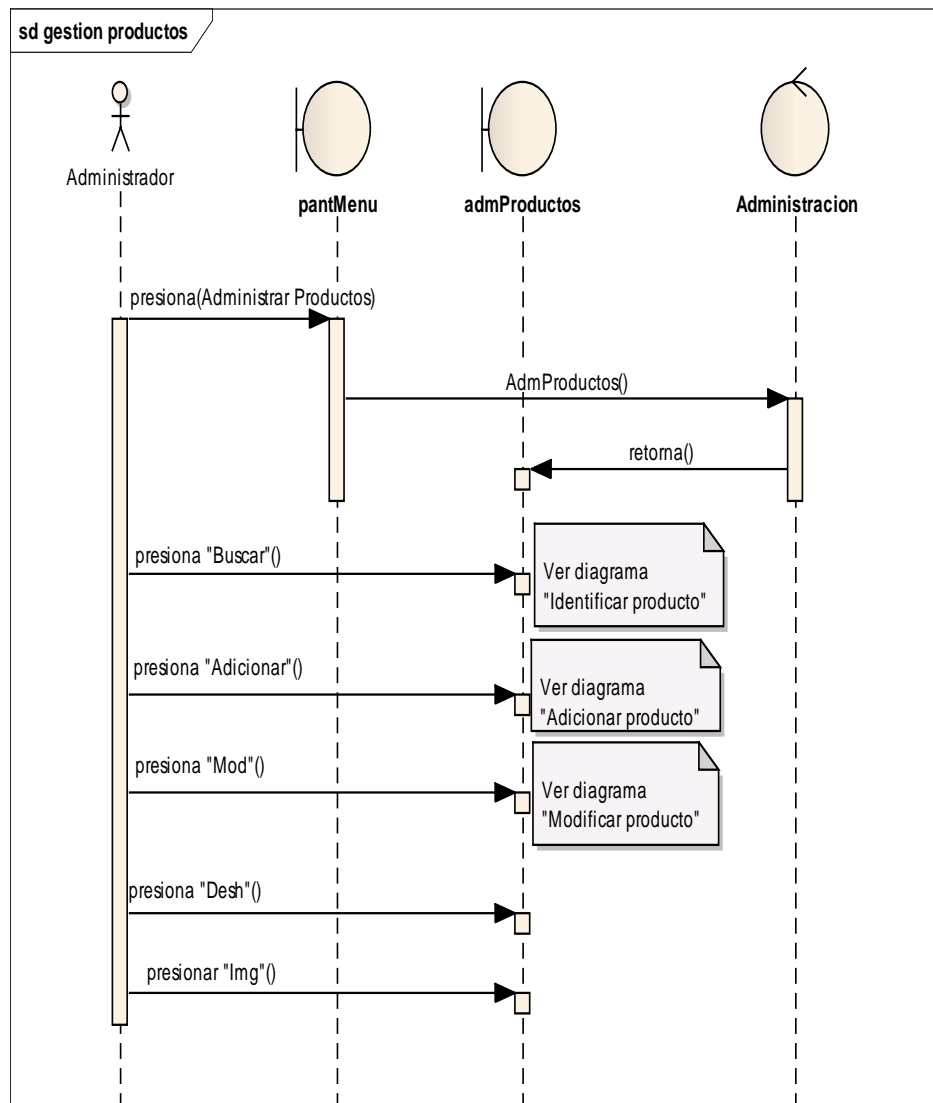 sd gestion productos
Administrador
pantMenu
admProductos
Administracion
presiona(Administrar Productos)
AdmProductos()
retorna()
presiona "Buscar"()
Ver diagrama
"Identificar producto"
presiona "Adicionar"()
Ver diagrama
"Adicionar producto"
presiona "Mod"()
Ver diagrama
"Modificar producto"
presiona "Desh"()
presionar "Img"()